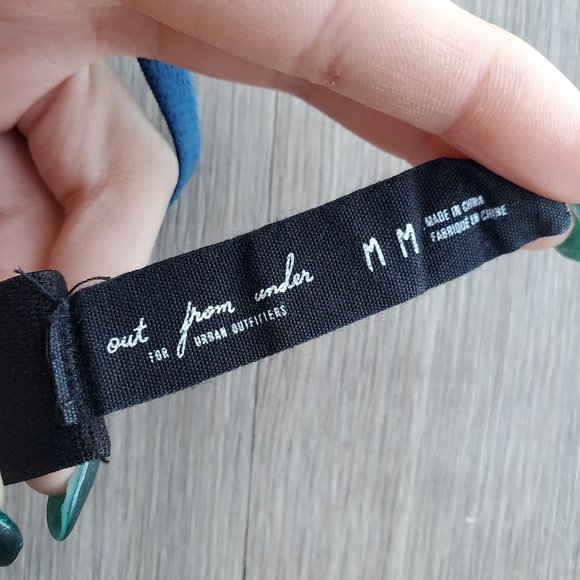 out from under
FOR URBAN OUTFITTERS
M M
MADE IN CHINA
FABRIQUÉ EN CHINE